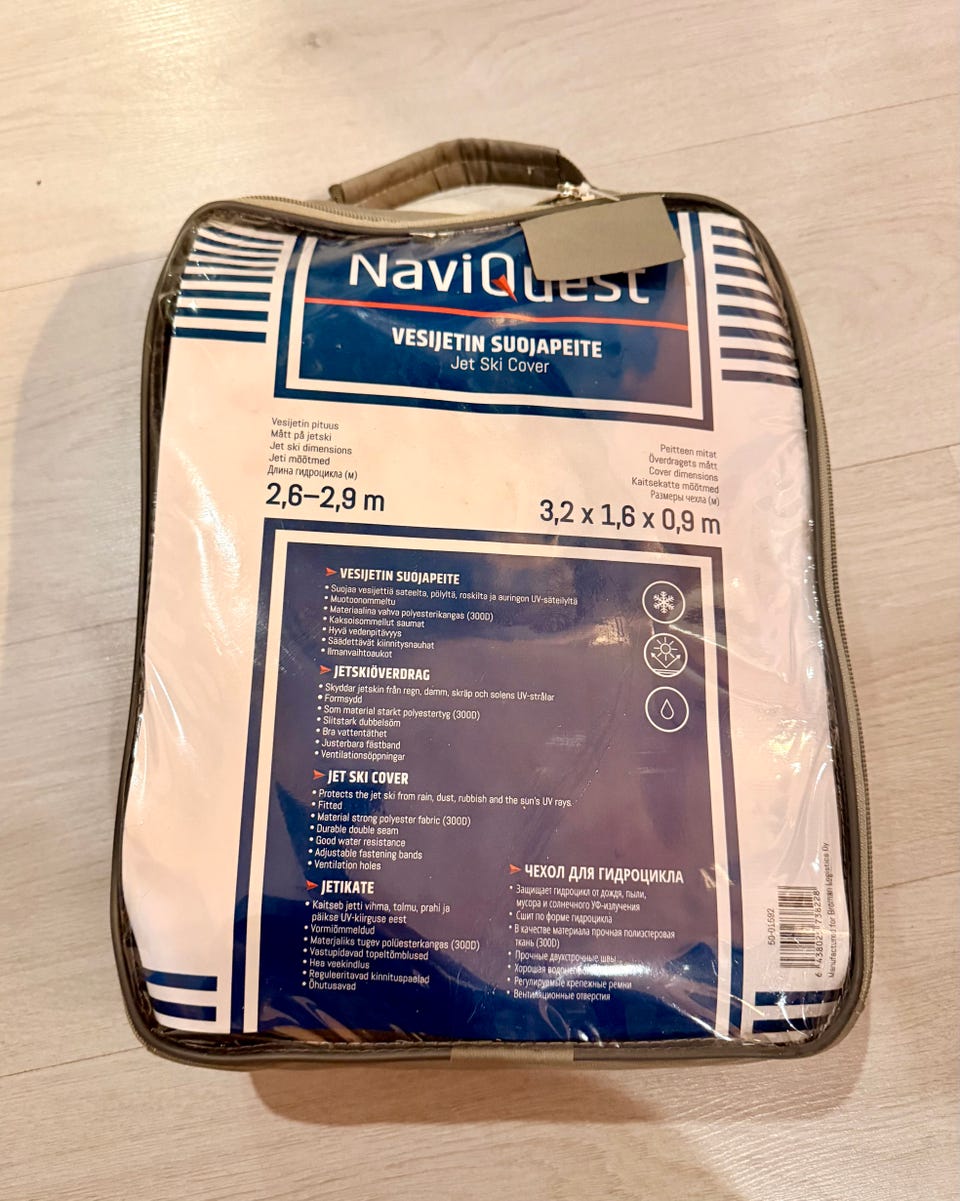 NaviQuest
VESIJETIN SUOJAPEITE
Jet Ski Cover
Vesijetin pituus
Mått på jetski
Jet ski dimensions
Jeti mõõtmed
Длина гидроцикла (м)
2,6–2,9 m
Peitteen mitat
Överdragets mått
Cover dimensions
Kaitsekatte mõõtmed
Размеры чехла (м)
3,2 x 1,6 x 0,9 m
VESIJETIN SUOJAPEITE
• Suojaa vesijettiä sateelta, pölyltä, roskilta ja auringon UV-säteilyltä
• Muotoonommeltu
• Materiaalina vahva polyesterikangas (300D)
• Kaksoisommellut saumat
• Hyvä vedenpitävyys
• Säädettävät kiinnitysnauhat
• Ilmanvaihtoaukot
JETSKIÖVERDRAG
• Skyddar jetskin från regn, damm, skräp och solens UV-strålar
• Formsydd
• Som material starkt polyestertyg (300D)
• Slitstark dubbelsöm
• Bra vattentäthet
• Justerbara fästband
• Ventilationsöppningar
JET SKI COVER
• Protects the jet ski from rain, dust, rubbish and the sun's UV rays.
• Fitted
• Material strong polyester fabric (300D)
• Durable double seam
• Good water resistance
• Adjustable fastening bands
• Ventilation holes
JETIKATE
• Kaitseb jetti vihma, tolmu, prahi ja
päikse UV-kiirguse eest
• Vormiõmmeldud
• Materjaliks tugev polüesterkangas (300D)
• Vastupidavad topeltõmblused
• Hea veekindlus
• Reguleeritavad kinnituspaelad
• Õhutusavad
ЧЕХОЛ ДЛЯ ГИДРОЦИКЛА
• Защищает гидроцикл от дождя, пыли,
мусора и солнечного УФ-излучения
• Сшит по форме гидроцикла
• В качестве материала прочная полиэстеровая
ткань (300D)
• Прочные двухстрочные швы
• Хорошая
• Регулируемые крепежные ремни
• Вентиляционные отверстия
60-01692
Manufactured for Broman Logistics Oy